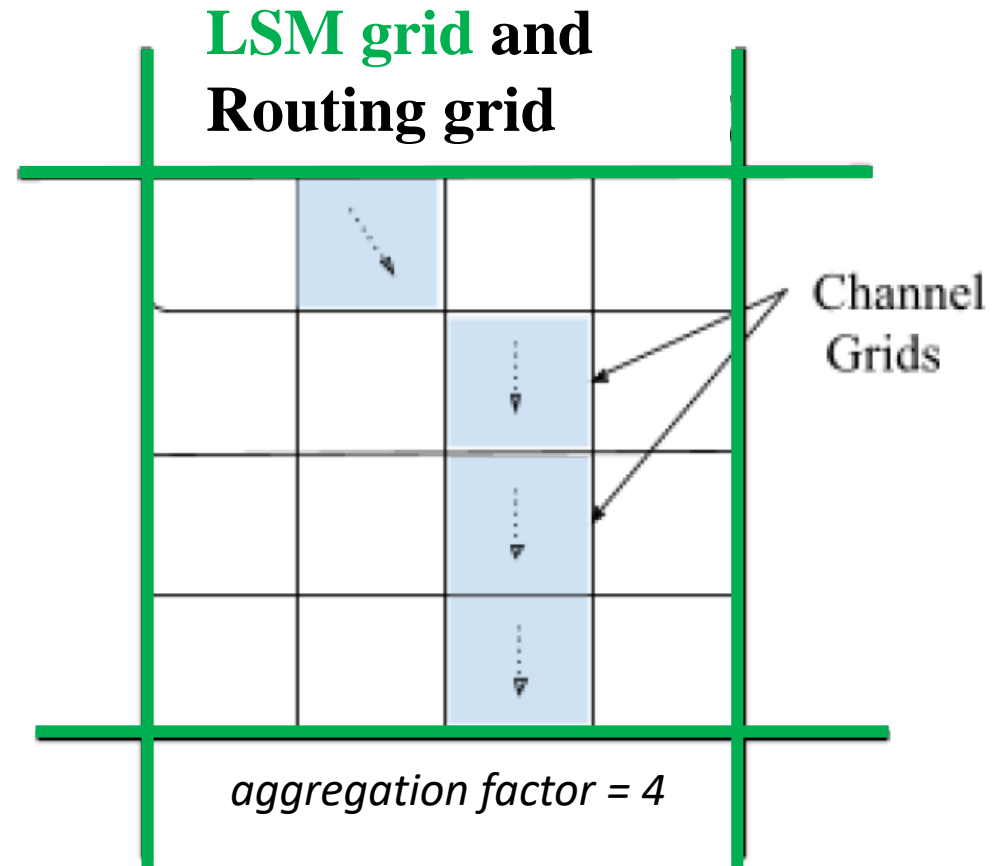 LSM grid and
Routing grid
Channel
Grids
aggregation factor = 4